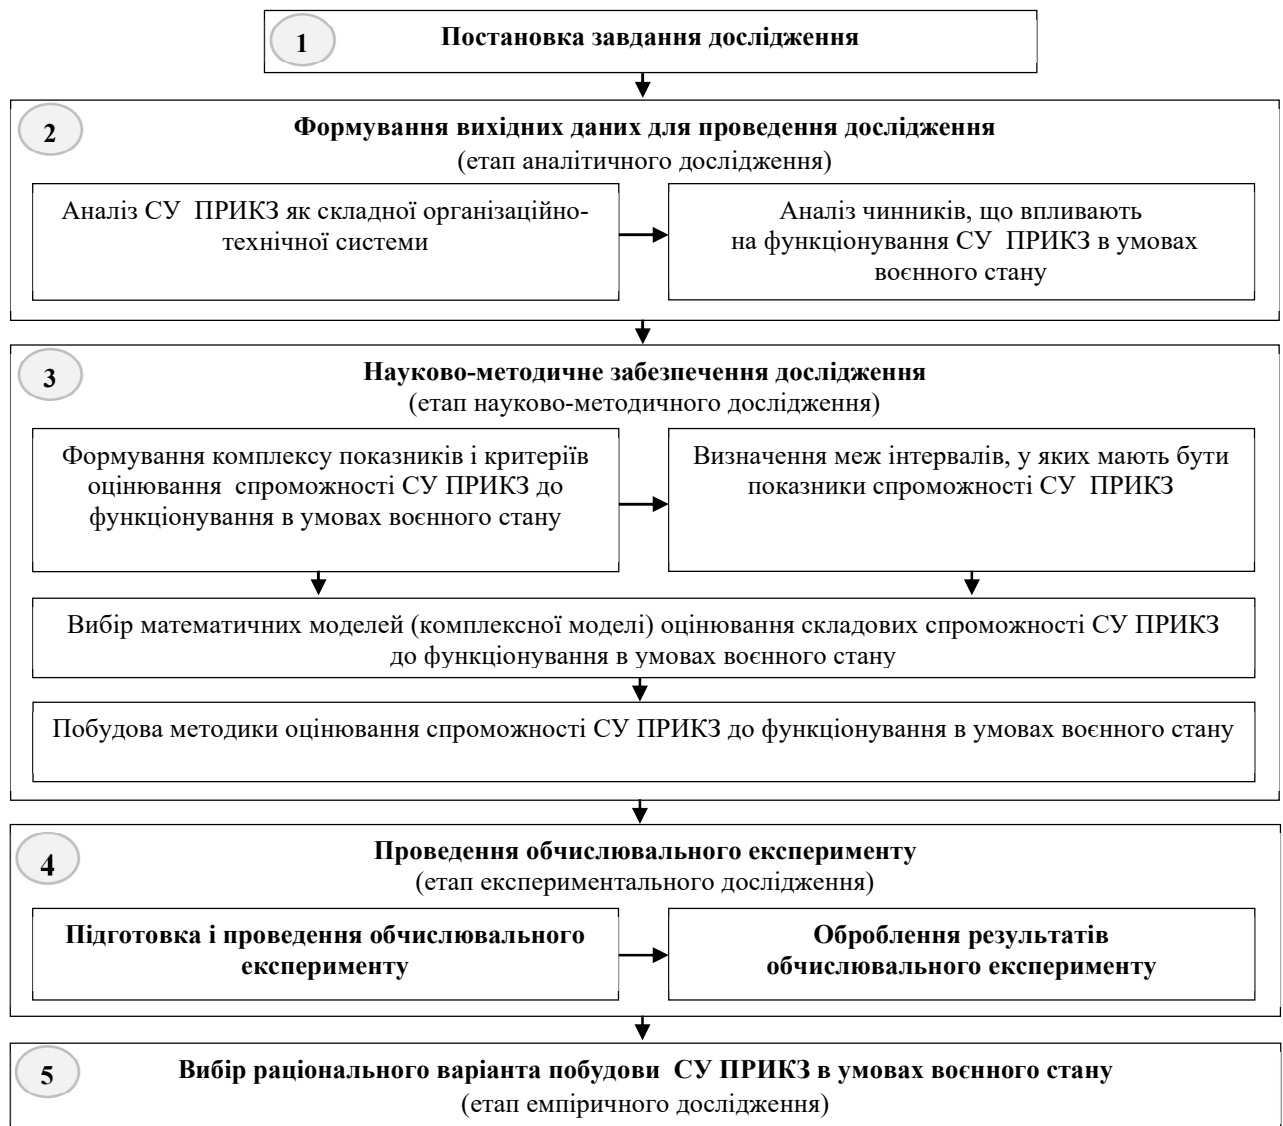 1
Постановка завдання дослідження
2
Формування вихідних даних для проведення дослідження
(етап аналітичного дослідження)
Аналіз СУ ПРИКЗ як складної організаційно-
технічної системи
Аналіз чинників, що впливають
на функціонування СУ ПРИКЗ в умовах
воєнного стану
3
Науково-методичне забезпечення дослідження
(етап науково-методичного дослідження)
Формування комплексу показників і критеріїв
оцінювання спроможності СУ ПРИКЗ до
функціонування в умовах воєнного стану
Визначення меж інтервалів, у яких мають бути
показники спроможності СУ ПРИКЗ
Вибір математичних моделей (комплексної моделі) оцінювання складових спроможності СУ ПРИКЗ
до функціонування в умовах воєнного стану
Побудова методики оцінювання спроможності СУ ПРИКЗ до функціонування в умовах воєнного стану
4
Проведення обчислювального експерименту
(етап експериментального дослідження)
Підготовка і проведення обчислювального
експерименту
Оброблення результатів
обчислювального експерименту
5
Вибір раціонального варіанта побудови СУ ПРИКЗ в умовах воєнного стану
(етап емпіричного дослідження)